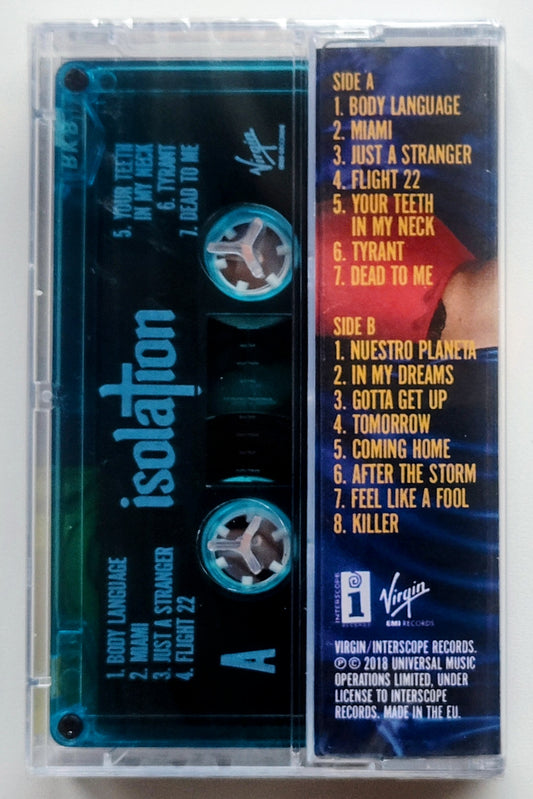 SIDE A
1. BODY LANGUAGE
2. MIAMI
3. JUST A STRANGER
4. FLIGHT 22
5. YOUR TEETH
IN MY NECK
6. TYRANT
7. DEAD TO ME
SIDE B
1. NUESTRO PLANETA
2. IN MY DREAMS
3. GOTTA GET UP
4. TOMORROW
5. COMING HOME
6. AFTER THE STORM
7. FEEL LIKE A FOOL
8. KILLER
INTERSCOPE
RECORDS
i
Virgin
EMI RECORDS
VIRGIN/INTERSCOPE RECORDS.
℗ © 2018 UNIVERSAL MUSIC
OPERATIONS LIMITED, UNDER
LICENSE TO INTERSCOPE
RECORDS. MADE IN THE EU.
isolation
A
1. BODY LANGUAGE
2. MIAMI
3. JUST A STRANGER
4. FLIGHT 22
5. YOUR TEETH
IN MY NECK
6. TYRANT
7. DEAD TO ME
Virgin
EMI RECORDS